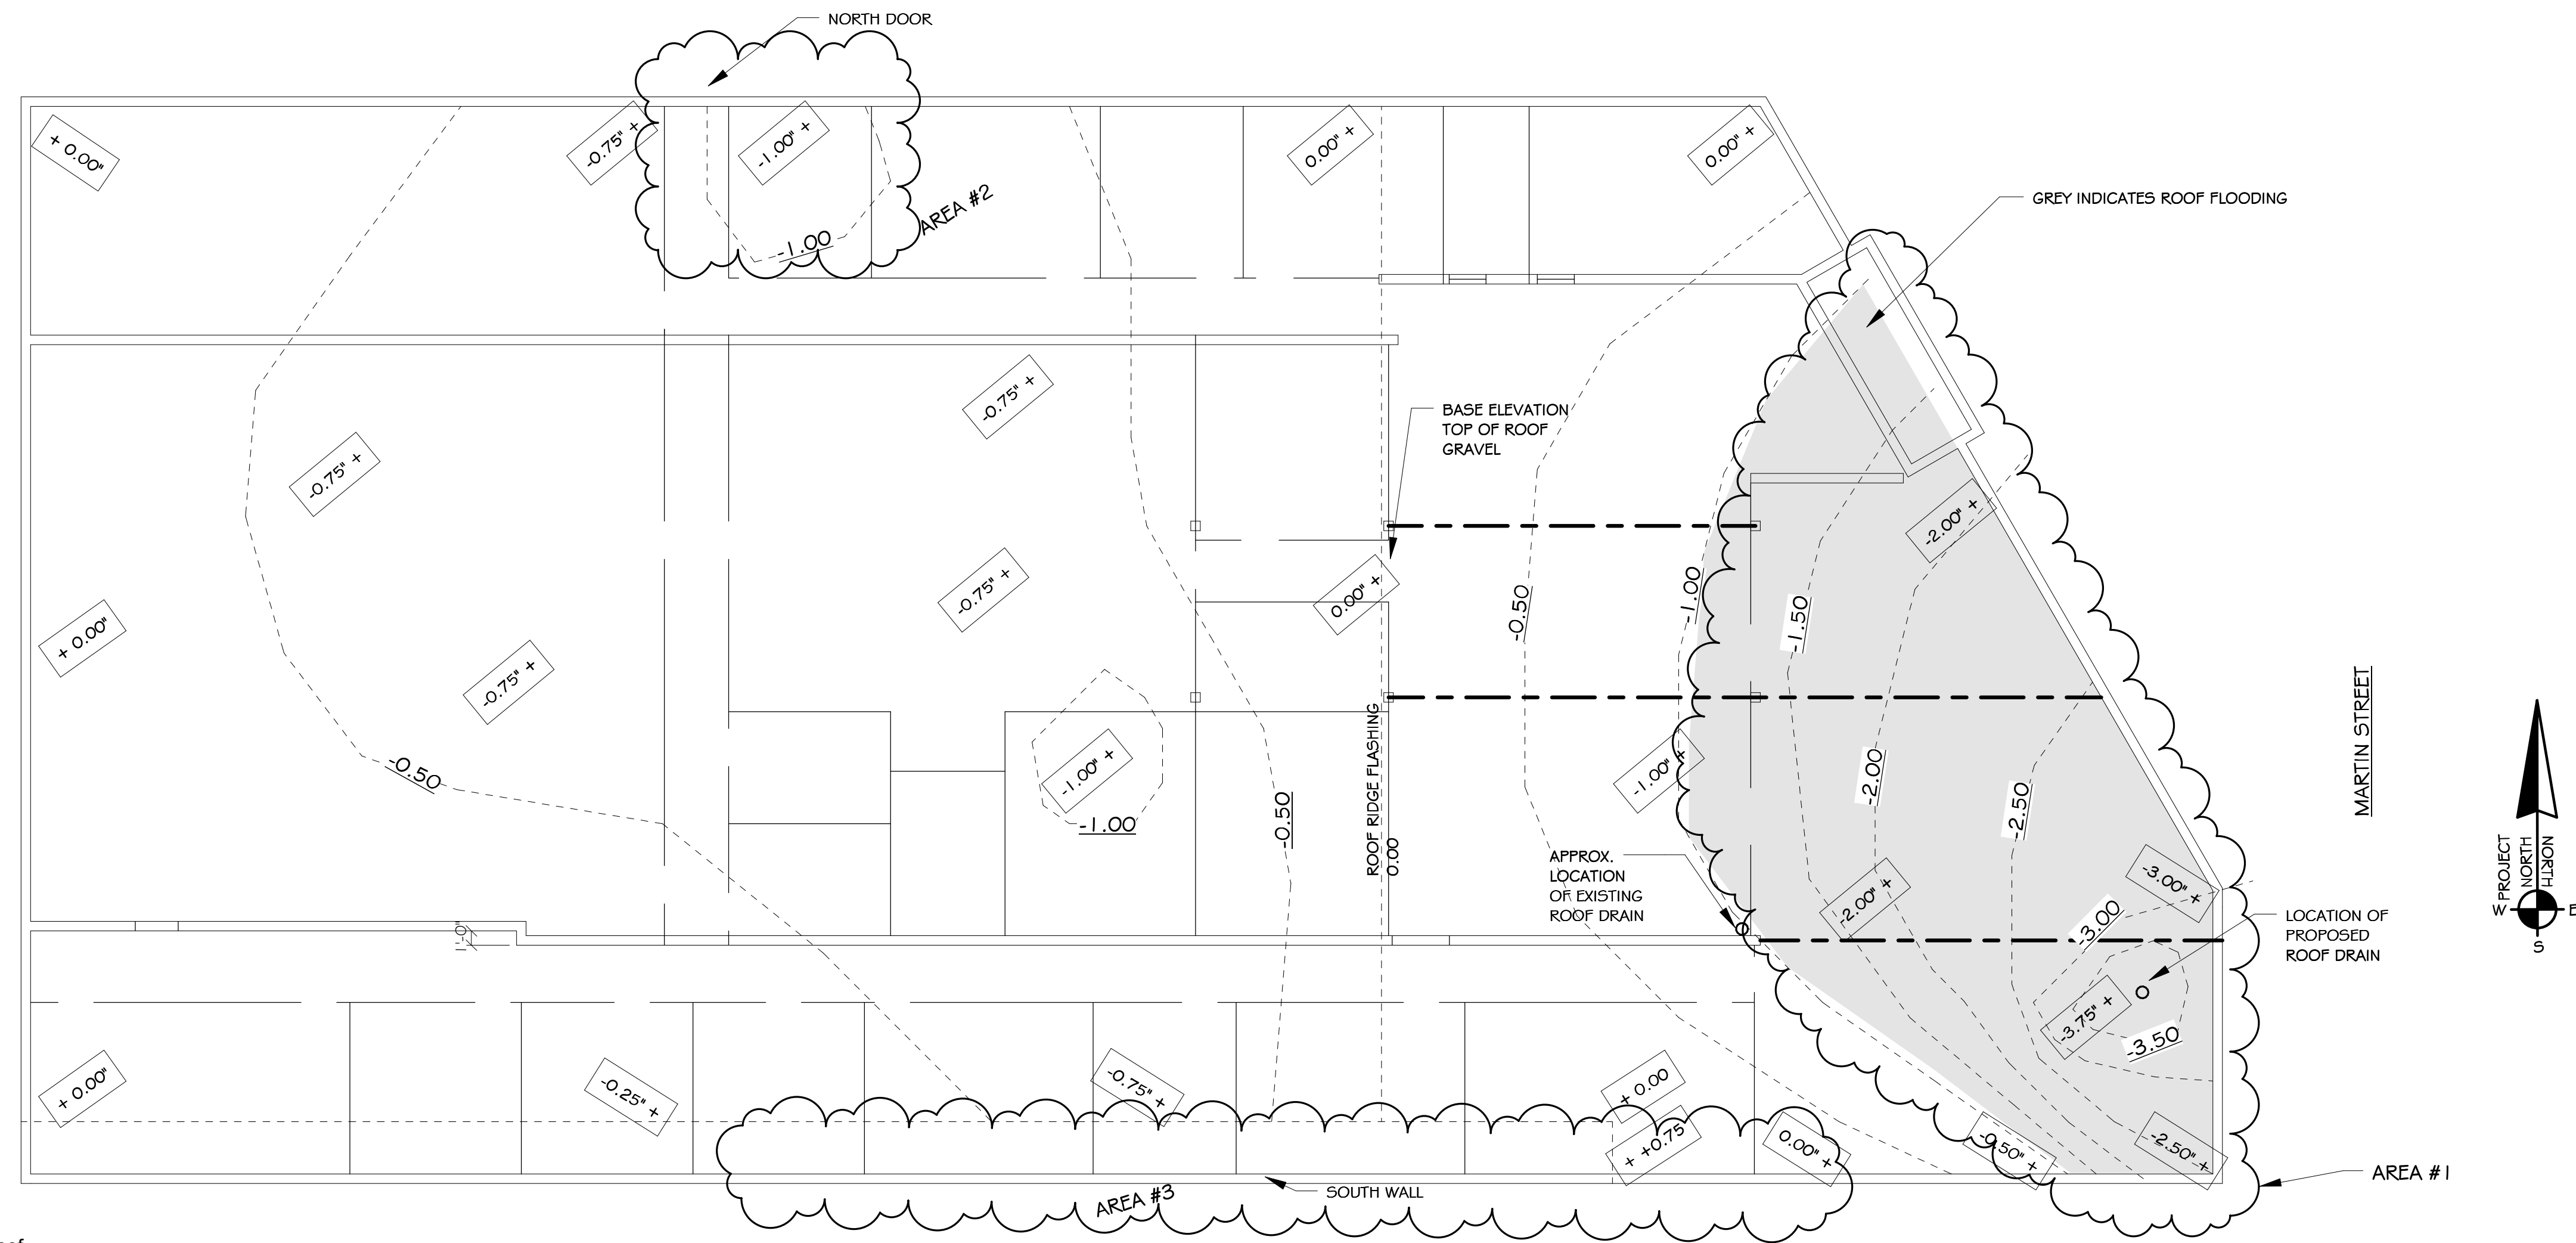 NORTH DOOR
+ 0.00"
-0.75" +
-1.00" +
0.00" +
0.00" +
AREA #2
-1.00
GREY INDICATES ROOF FLOODING
-0.75" +
BASE ELEVATION
TOP OF ROOF
GRAVEL
-0.75" +
-2.00" +
-0.75" +
0.00" +
-0.50
-1.00
-1.50
+ 0.00"
-0.75" +
MARTIN STREET
-0.50
-1.00" +
-1.00
-0.50
ROOF RIDGE FLASHING
0.00
-1.00" +
-2.00
-2.50
APPROX.
LOCATION
OF EXISTING
ROOF DRAIN
-2.00" +
-3.00" +
-3.00
LOCATION OF
PROPOSED
ROOF DRAIN
PROJECT
NORTH
NORTH
W
E
S
-3.75" +
-3.50
+ 0.00"
-0.25" +
-0.75" +
+ 0.00
+ +0.75
0.00" +
-0.50" +
-2.50" +
AREA #1
AREA #3
SOUTH WALL